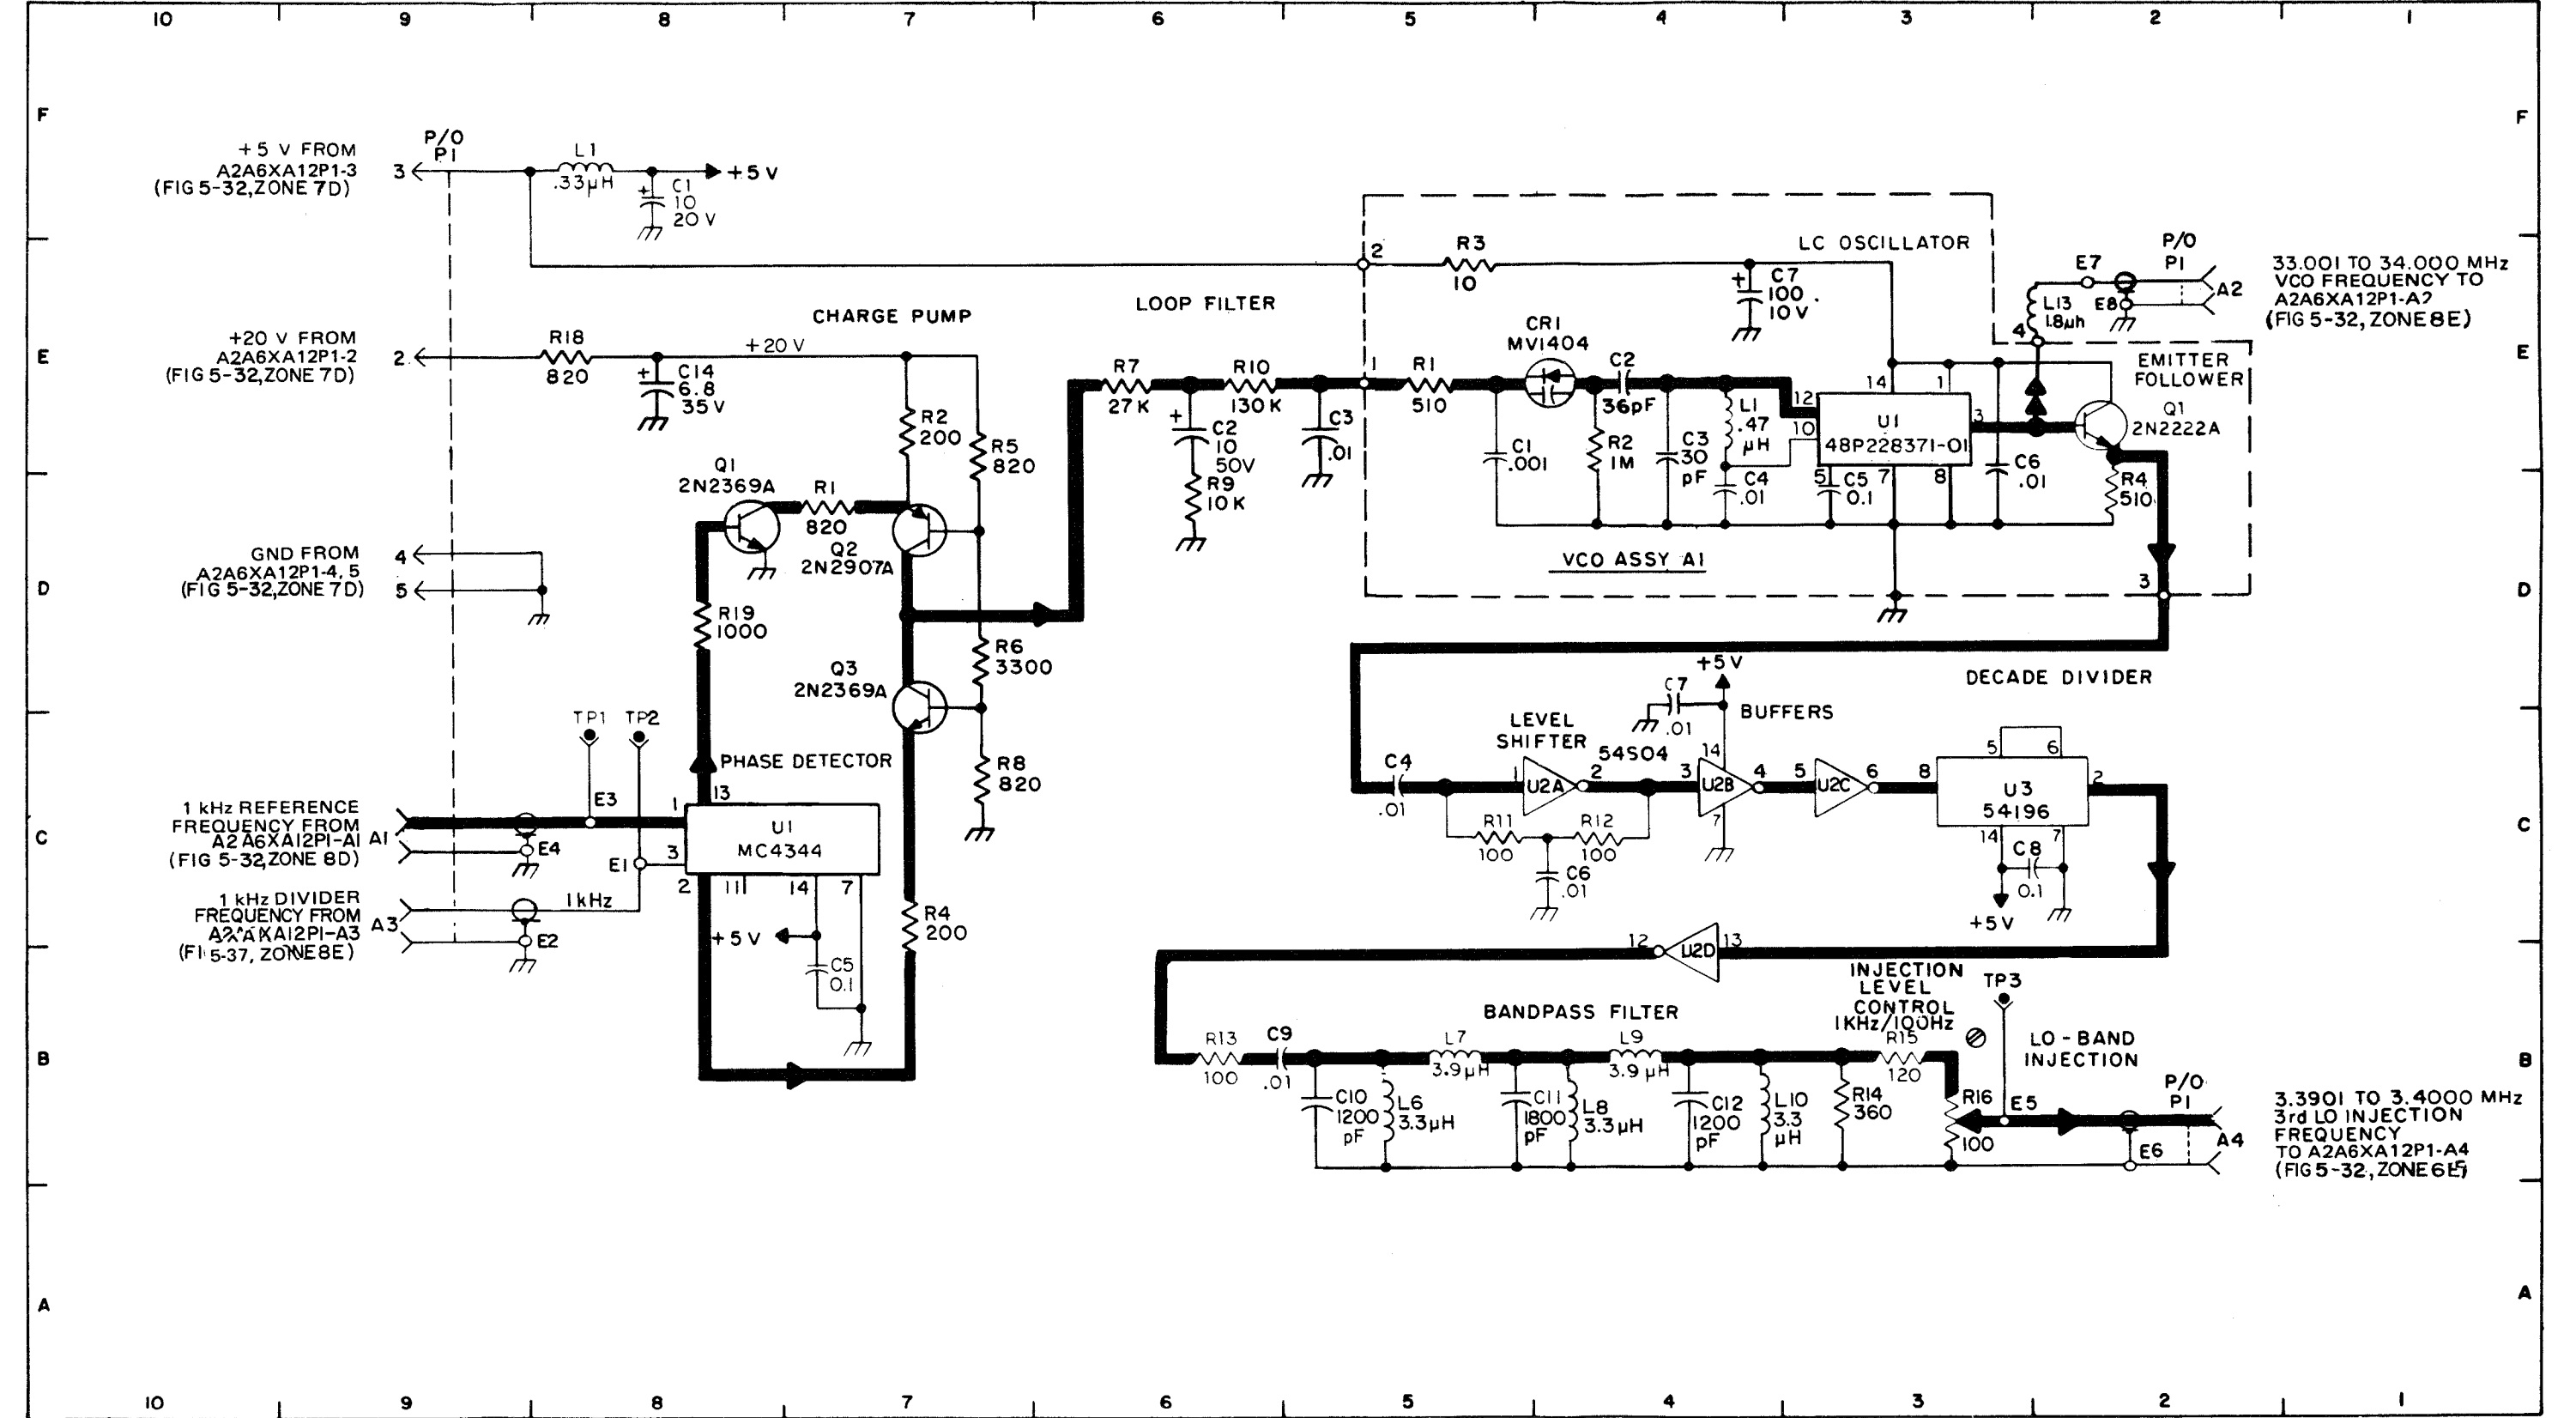 10 9 8 7 6 5 4 3 2 1
F
F
P/O
P1
+5 V FROM
A2A6XA12P1-3
(FIG 5-32,ZONE 7D)
3
L1
.33µH
+5 V
+
C1
10
20 V
2
R3
10
LC OSCILLATOR
+
C7
100
10V
P/O
P1
E7
A2
E8
L13
1.8µh
4
33.001 TO 34.000 MHz
VCO FREQUENCY TO
A2A6XA12P1-A2
(FIG 5-32, ZONE 8E)
E
E
+20 V FROM
A2A6XA12P1-2
(FIG 5-32,ZONE 7D)
2
R18
820
+
C14
6.8
35V
+20 V
CHARGE PUMP
R2
200
R5
820
LOOP FILTER
R7
27K
R10
130K
+
C2
10
50V
R9
10K
C3
.01
1
R1
510
CR1
MV1404
C2
36pF
C1
.001
R2
1M
C3
30
pF
L1
.47
µH
C4
.01
12
10
14
1
U1
48P228371-01
3
5
7
8
C5
0.1
C6
.01
EMITTER
FOLLOWER
Q1
2N2222A
R4
510
VCO ASSY A1
3
D
D
GND FROM
A2A6XA12P1-4,5
(FIG 5-32,ZONE 7D)
4
5
Q1
2N2369A
R1
820
Q2
2N2907A
R19
1000
Q3
2N2369A
R6
3300
R8
820
TP1
TP2
PHASE DETECTOR
C
C
1 kHz REFERENCE
FREQUENCY FROM
A2A6XA12P1-A1
(FIG 5-32,ZONE 8D)
A1
E3
E4
E1
1
13
3
2
11
14
7
U1
MC4344
1 kHz DIVIDER
FREQUENCY FROM
XA12P1-A3
5-37, ZONE8E)
A3
1kHz
E2
+5 V
C5
0.1
R4
200
C4
.01
LEVEL
SHIFTER
54S04
1
U2A
2
R11
100
R12
100
C6
.01
+5V
C7
.01
BUFFERS
14
3
U2B
4
7
5
U2C
6
DECADE DIVIDER
5
6
8
U3
54196
2
14
7
C8
0.1
+5V
12
U2D
13
BANDPASS FILTER
INJECTION
LEVEL
CONTROL
1KHz/100Hz
TP3
LO-BAND
INJECTION
B
B
R13
100
C9
.01
C10
1200
pF
L6
3.3µH
L7
3.9µH
C11
1800
pF
L8
3.3µH
L9
3.9µH
C12
1200
pF
L10
3.3
µH
R14
360
R15
120
R16
100
E5
E6
P/O
P1
A4
3.3901 TO 3.4000 MHz
3rd LO INJECTION
FREQUENCY
TO A2A6XA12P1-A4
(FIG 5-32, ZONE 6E)
A
A
10 9 8 7 6 5 4 3 2 1